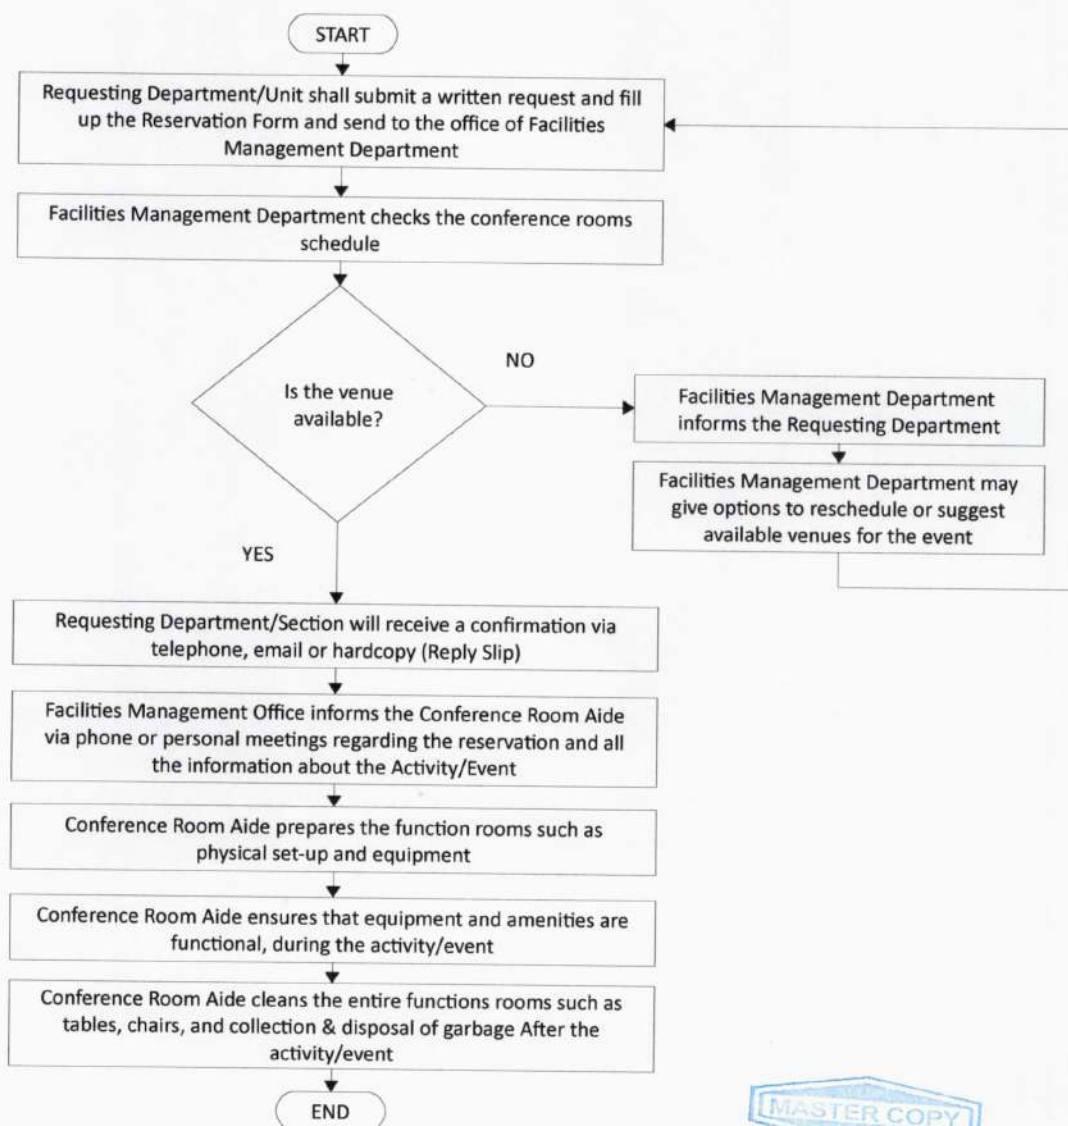 START
Requesting Department/Unit shall submit a written request and fill
up the Reservation Form and send to the office of Facilities
Management Department
Facilities Management Department checks the conference rooms
schedule
Is the venue
available?
NO
Facilities Management Department
informs the Requesting Department
Facilities Management Department may
give options to reschedule or suggest
available venues for the event
YES
Requesting Department/Section will receive a confirmation via
telephone, email or hardcopy (Reply Slip)
Facilities Management Office informs the Conference Room Aide
via phone or personal meetings regarding the reservation and all
the information about the Activity/Event
Conference Room Aide prepares the function rooms such as
physical set-up and equipment
Conference Room Aide ensures that equipment and amenities are
functional, during the activity/event
Conference Room Aide cleans the entire functions rooms such as
tables, chairs, and collection & disposal of garbage After the
activity/event
END
MASTER COPY